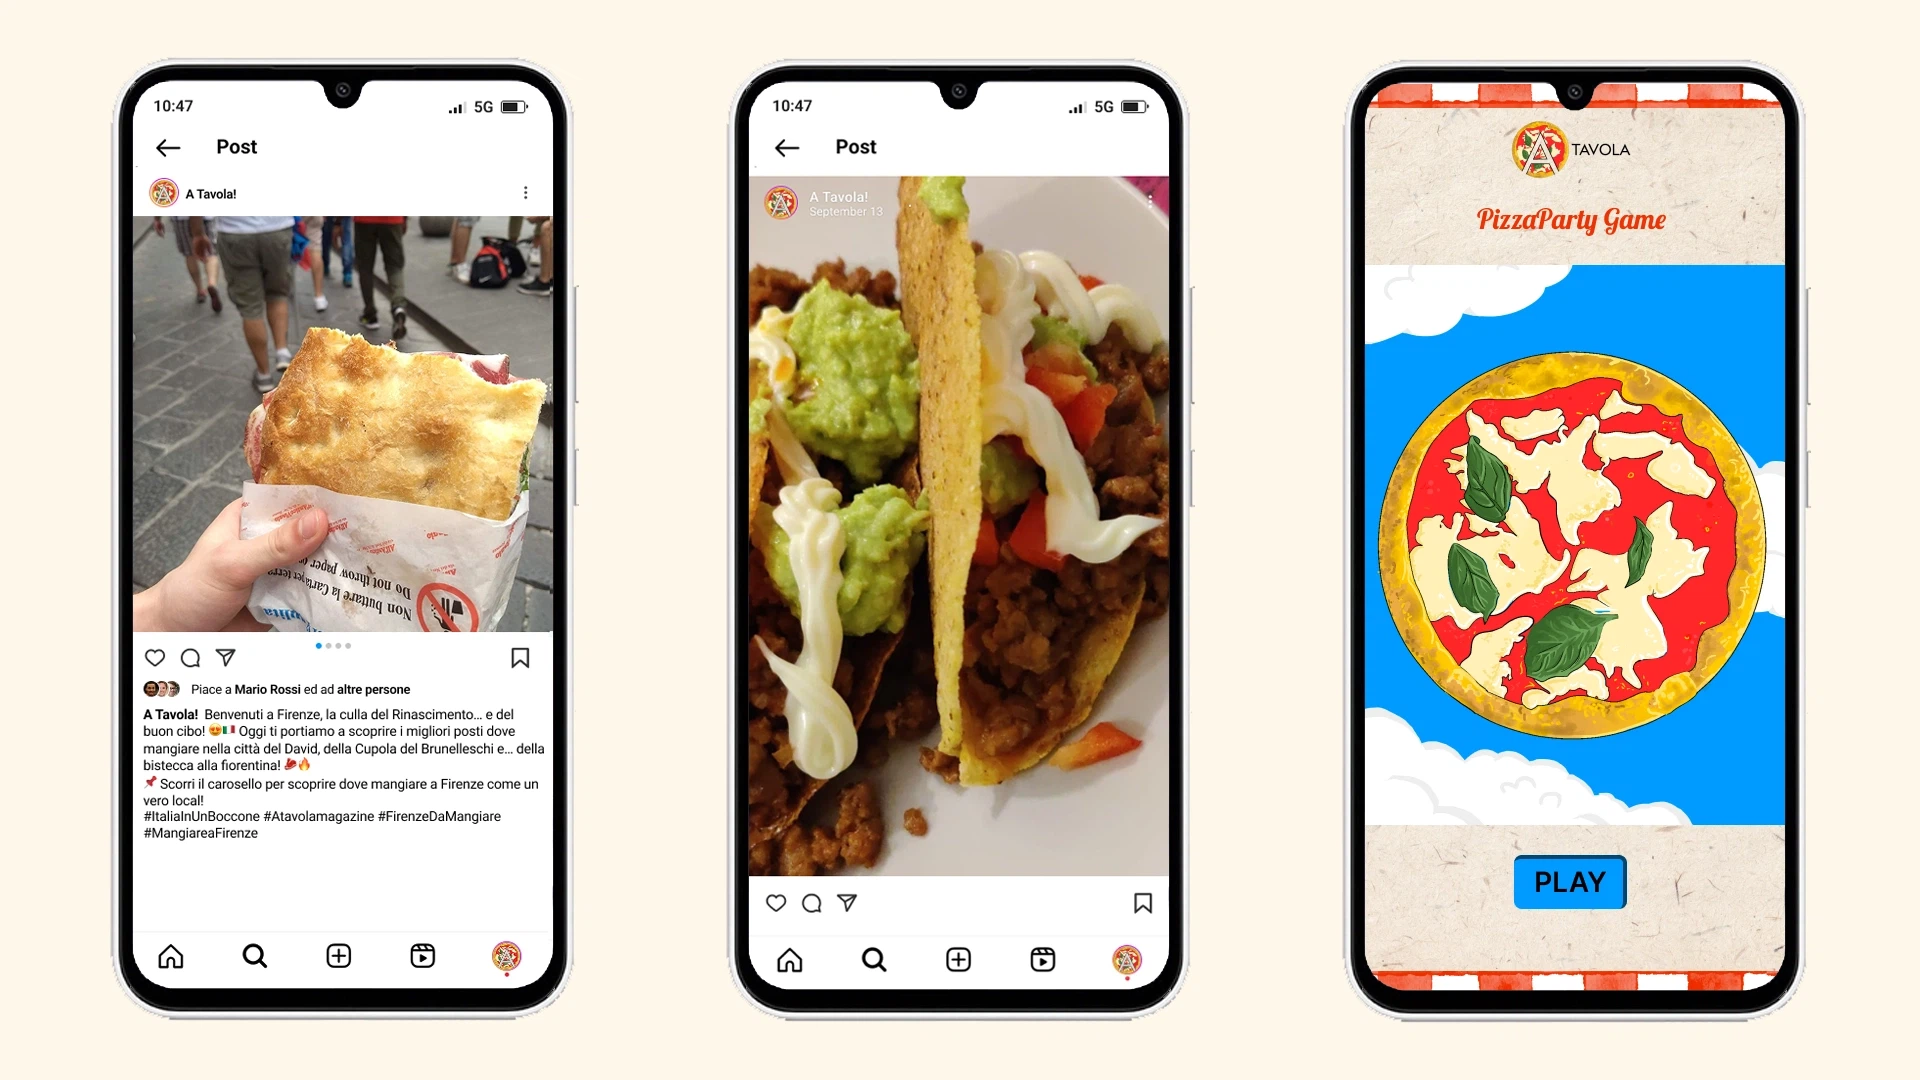 10:47
5G
Post
A Tavola!
Non buttare la Carta per terra
Do not throw paper
Piace a Mario Rossi ed ad altre persone
A Tavola! Benvenuti a Firenze, la culla del Rinascimento... e del
buon cibo! 😍🇮🇹 Oggi ti portiamo a scoprire i migliori posti dove
mangiare nella città del David, della Cupola del Brunelleschi e... della
bistecca alla fiorentina! 🥩🔥
📌 Scorri il carosello per scoprire dove mangiare a Firenze come un
vero local!
#ItaliaInUnBoccone #Atavolamagazine #FirenzeDaMangiare
#MangiareaFirenze
10:47
5G
Post
A Tavola!
September 13
A TAVOLA
PizzaParty Game
PLAY